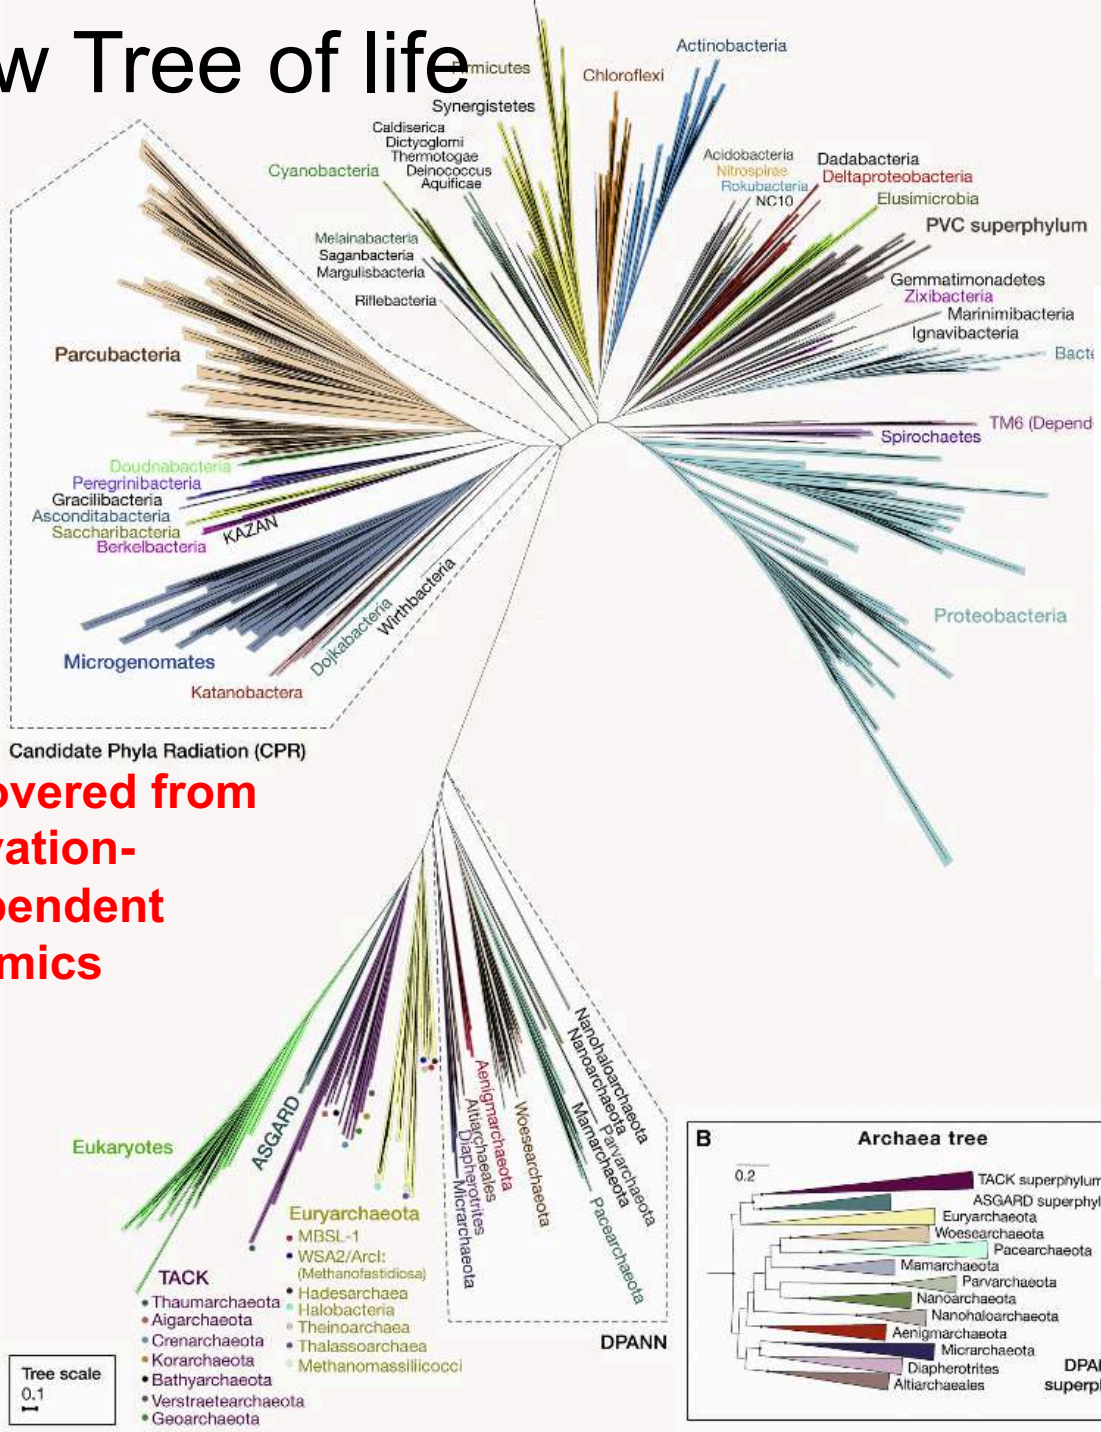 w Tree of life
Firmicutes
Actinobacteria
Chloroflexi
Synergistetes
Caldiserica
Dictyoglomi
Thermotogae
Deinococcus
Aquificae
Cyanobacteria
Melainabacteria
Saganbacteria
Margulisbacteria
Riflebacteria
Acidobacteria
Nitrospirae
Rokubacteria
NC10
Dadabacteria
Deltaproteobacteria
Elusimicrobia
PVC superphylum
Gemmatimonadetes
Zixibacteria
Marinimibacteria
Ignavibacteria
Bacte
TM6 (Depend
Spirochaetes
Proteobacteria
Parcubacteria
Doudnabacteria
Peregrinibacteria
Gracilibacteria
Asconditabacteria
Saccharibacteria
Berkelbacteria
KAZAN
Microgenomates
Katanobactera
Dojkabacteria
Wirthbacteria
Candidate Phyla Radiation (CPR)
overed from
vation-
pendent
mics
Eukaryotes
ASGARD
TACK
Thaumarchaeota
Aigarchaeota
Crenarchaeota
Korarchaeota
Bathyarchaeota
Verstraetearchaeota
Geoarchaeota
Euryarchaeota
MBSL-1
WSA2/ArcI:
(Methanofastidiosa)
Hadesarchaea
Halobacteria
Theinoarchaea
Thalassoarchaea
Methanomassiliicocci
Micrarchaeota
Diapherotrites
Altiarchaeales
Aenigmarchaeota
Woesearchaeota
Pacearchaeota
Mamarchaeota
Parvarchaeota
Nanoarchaeota
Nanohaloarchaeota
DPANN
Tree scale
0.1
B
Archaea tree
0.2
TACK superphylum
ASGARD superphyl
Euryarchaeota
Woesarchaeota
Pacearchaeota
Mamarchaeota
Parvarchaeota
Nanoarchaeota
Nanohaloarchaeota
Aenigmarchaeota
Micrarchaeota
Diapherotrites
Altiarchaeales
DPA
superph